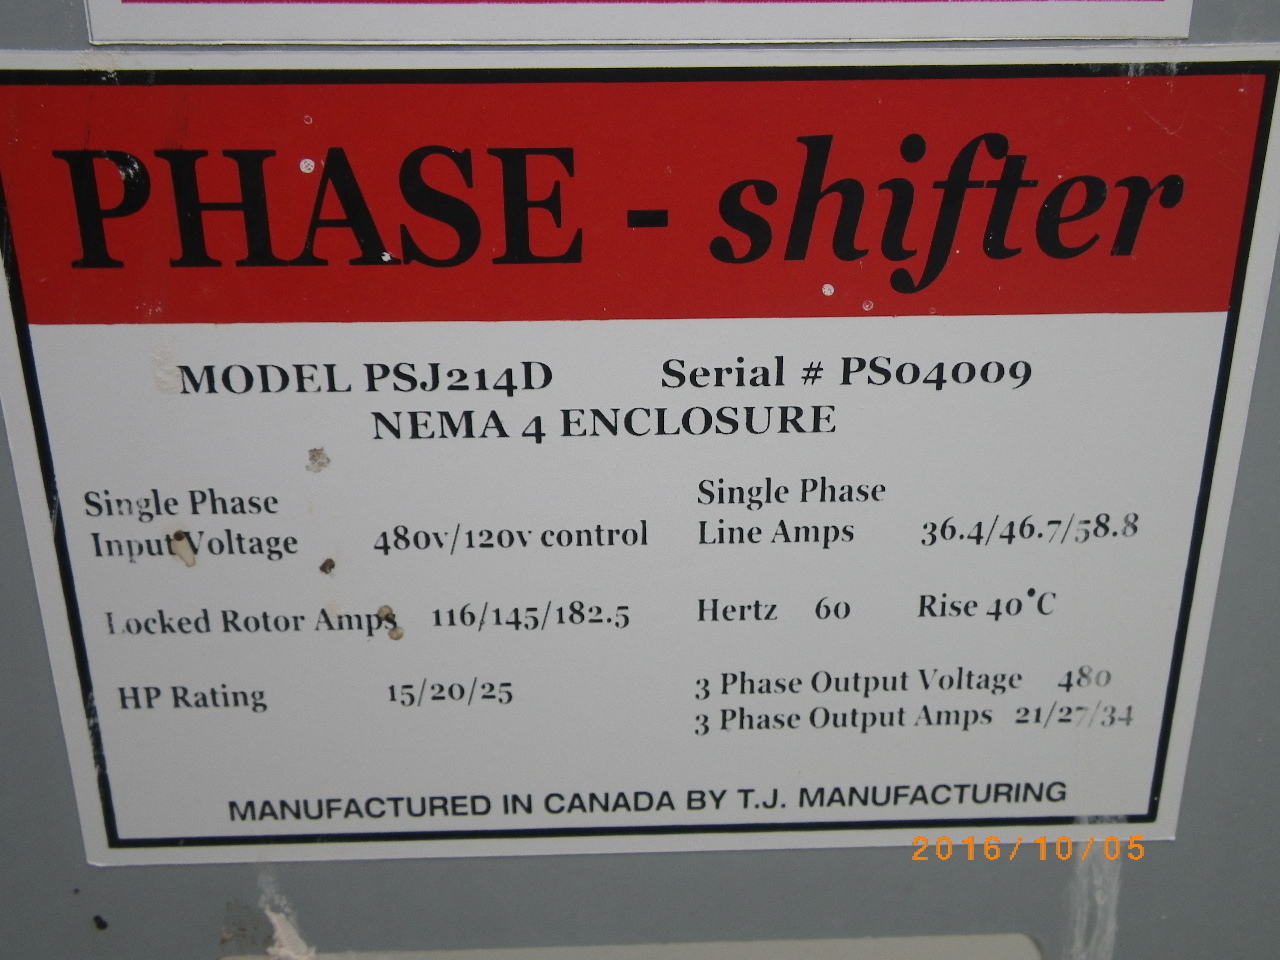 PHASE - shifter
MODEL PSJ214D Serial # PS04009
NEMA 4 ENCLOSURE
Single Phase
Input Voltage 480v/120v control
Single Phase
Line Amps 36.4/46.7/58.8
Locked Rotor Amps 116/145/182.5
Hertz 60 Rise 40°C
HP Rating 15/20/25
3 Phase Output Voltage 480
3 Phase Output Amps 21/27/34
MANUFACTURED IN CANADA BY T.J. MANUFACTURING
2016/10/05